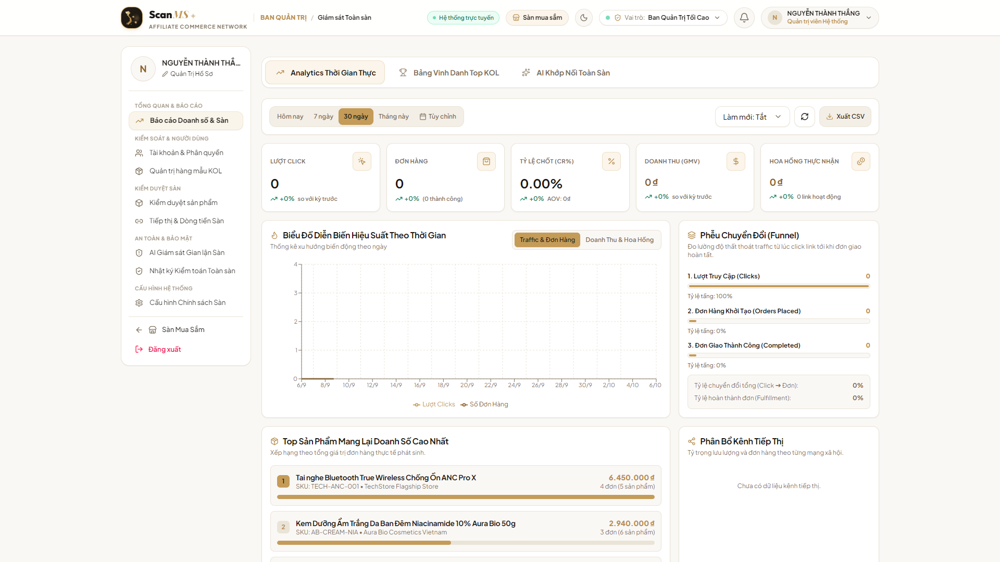 ScanMS
AFFILIATE COMMERCE NETWORK
BAN QUẢN TRỊ / Giám sát Toàn sàn
Hệ thống trực tuyến
Sàn mua sắm
Vai trò: Ban Quản Trị Tối Cao
N
NGUYỄN THÀNH THẮNG
Quản trị viên Hệ thống
N
NGUYỄN THÀNH THẮ...
Quản Trị Hồ Sơ
TỔNG QUAN & BÁO CÁO
Báo cáo Doanh số & Sàn
KIỂM SOÁT & NGƯỜI DÙNG
Tài khoản & Phân quyền
Quản trị hàng mẫu KOL
KIỂM DUYỆT SÀN
Kiểm duyệt sản phẩm
Tiếp thị & Dòng tiền Sàn
AN TOÀN & BẢO MẬT
AI Giám sát Gian lận Sàn
Nhật ký Kiểm toán Toàn sàn
CẤU HÌNH HỆ THỐNG
Cấu hình Chính sách Sàn
Sàn Mua Sắm
Đăng xuất
Analytics Thời Gian Thực
Bảng Vinh Danh Top KOL
AI Khớp Nối Toàn Sàn
Hôm nay
7 ngày
30 ngày
Tháng này
Tùy chỉnh
Làm mới: Tắt
Xuất CSV
LƯỢT CLICK
0
+0% so với kỳ trước
ĐƠN HÀNG
0
+0% (0 thành công)
TỶ LỆ CHỐT (CR%)
0.00%
+0% AOV: 0₫
DOANH THU (GMV)
0 ₫
+0% so với kỳ trước
HOA HỒNG THỰC NHẬN
0 ₫
+0% 0 link hoạt động
Biểu Đồ Diễn Biến Hiệu Suất Theo Thời Gian
Thống kê xu hướng biến động theo ngày
Traffic & Đơn Hàng
Doanh Thu & Hoa Hồng
4
3
2
1
0
6/9 8/9 10/9 12/9 14/9 16/9 18/9 20/9 22/9 24/9 26/9 28/9 30/9 2/10 4/10 6/10
Lượt Clicks
Số Đơn Hàng
Phễu Chuyển Đổi (Funnel)
Đo lường độ thất thoát traffic từ lúc click link tới khi đơn giao
hoàn tất.
1. Lượt Truy Cập (Clicks) 0
Tỷ lệ tầng: 100%
2. Đơn Hàng Khởi Tạo (Orders Placed) 0
Tỷ lệ tầng: 0%
3. Đơn Giao Thành Công (Completed) 0
Tỷ lệ tầng: 0%
Tỷ lệ chuyển đổi tổng (Click ➔ Đơn): 0%
Tỷ lệ hoàn thành đơn (Fulfillment): 0%
Top Sản Phẩm Mang Lại Doanh Số Cao Nhất
Xếp hạng theo tổng giá trị đơn hàng thực tế phát sinh.
1
Tai nghe Bluetooth True Wireless Chống Ồn ANC Pro X 6.450.000 ₫
SKU: TECH-ANC-001 • TechStore Flagship Store 4 đơn (5 sản phẩm)
2
Kem Dưỡng Ẩm Trắng Da Ban Đêm Niacinamide 10% Aura Bio 50g 2.940.000 ₫
SKU: AB-CREAM-NIA • Aura Bio Cosmetics Vietnam 3 đơn (6 sản phẩm)
Phân Bổ Kênh Tiếp Thị
Tỷ trọng lưu lượng và đơn hàng theo từng mạng xã hội.
Chưa có dữ liệu kênh tiếp thị.